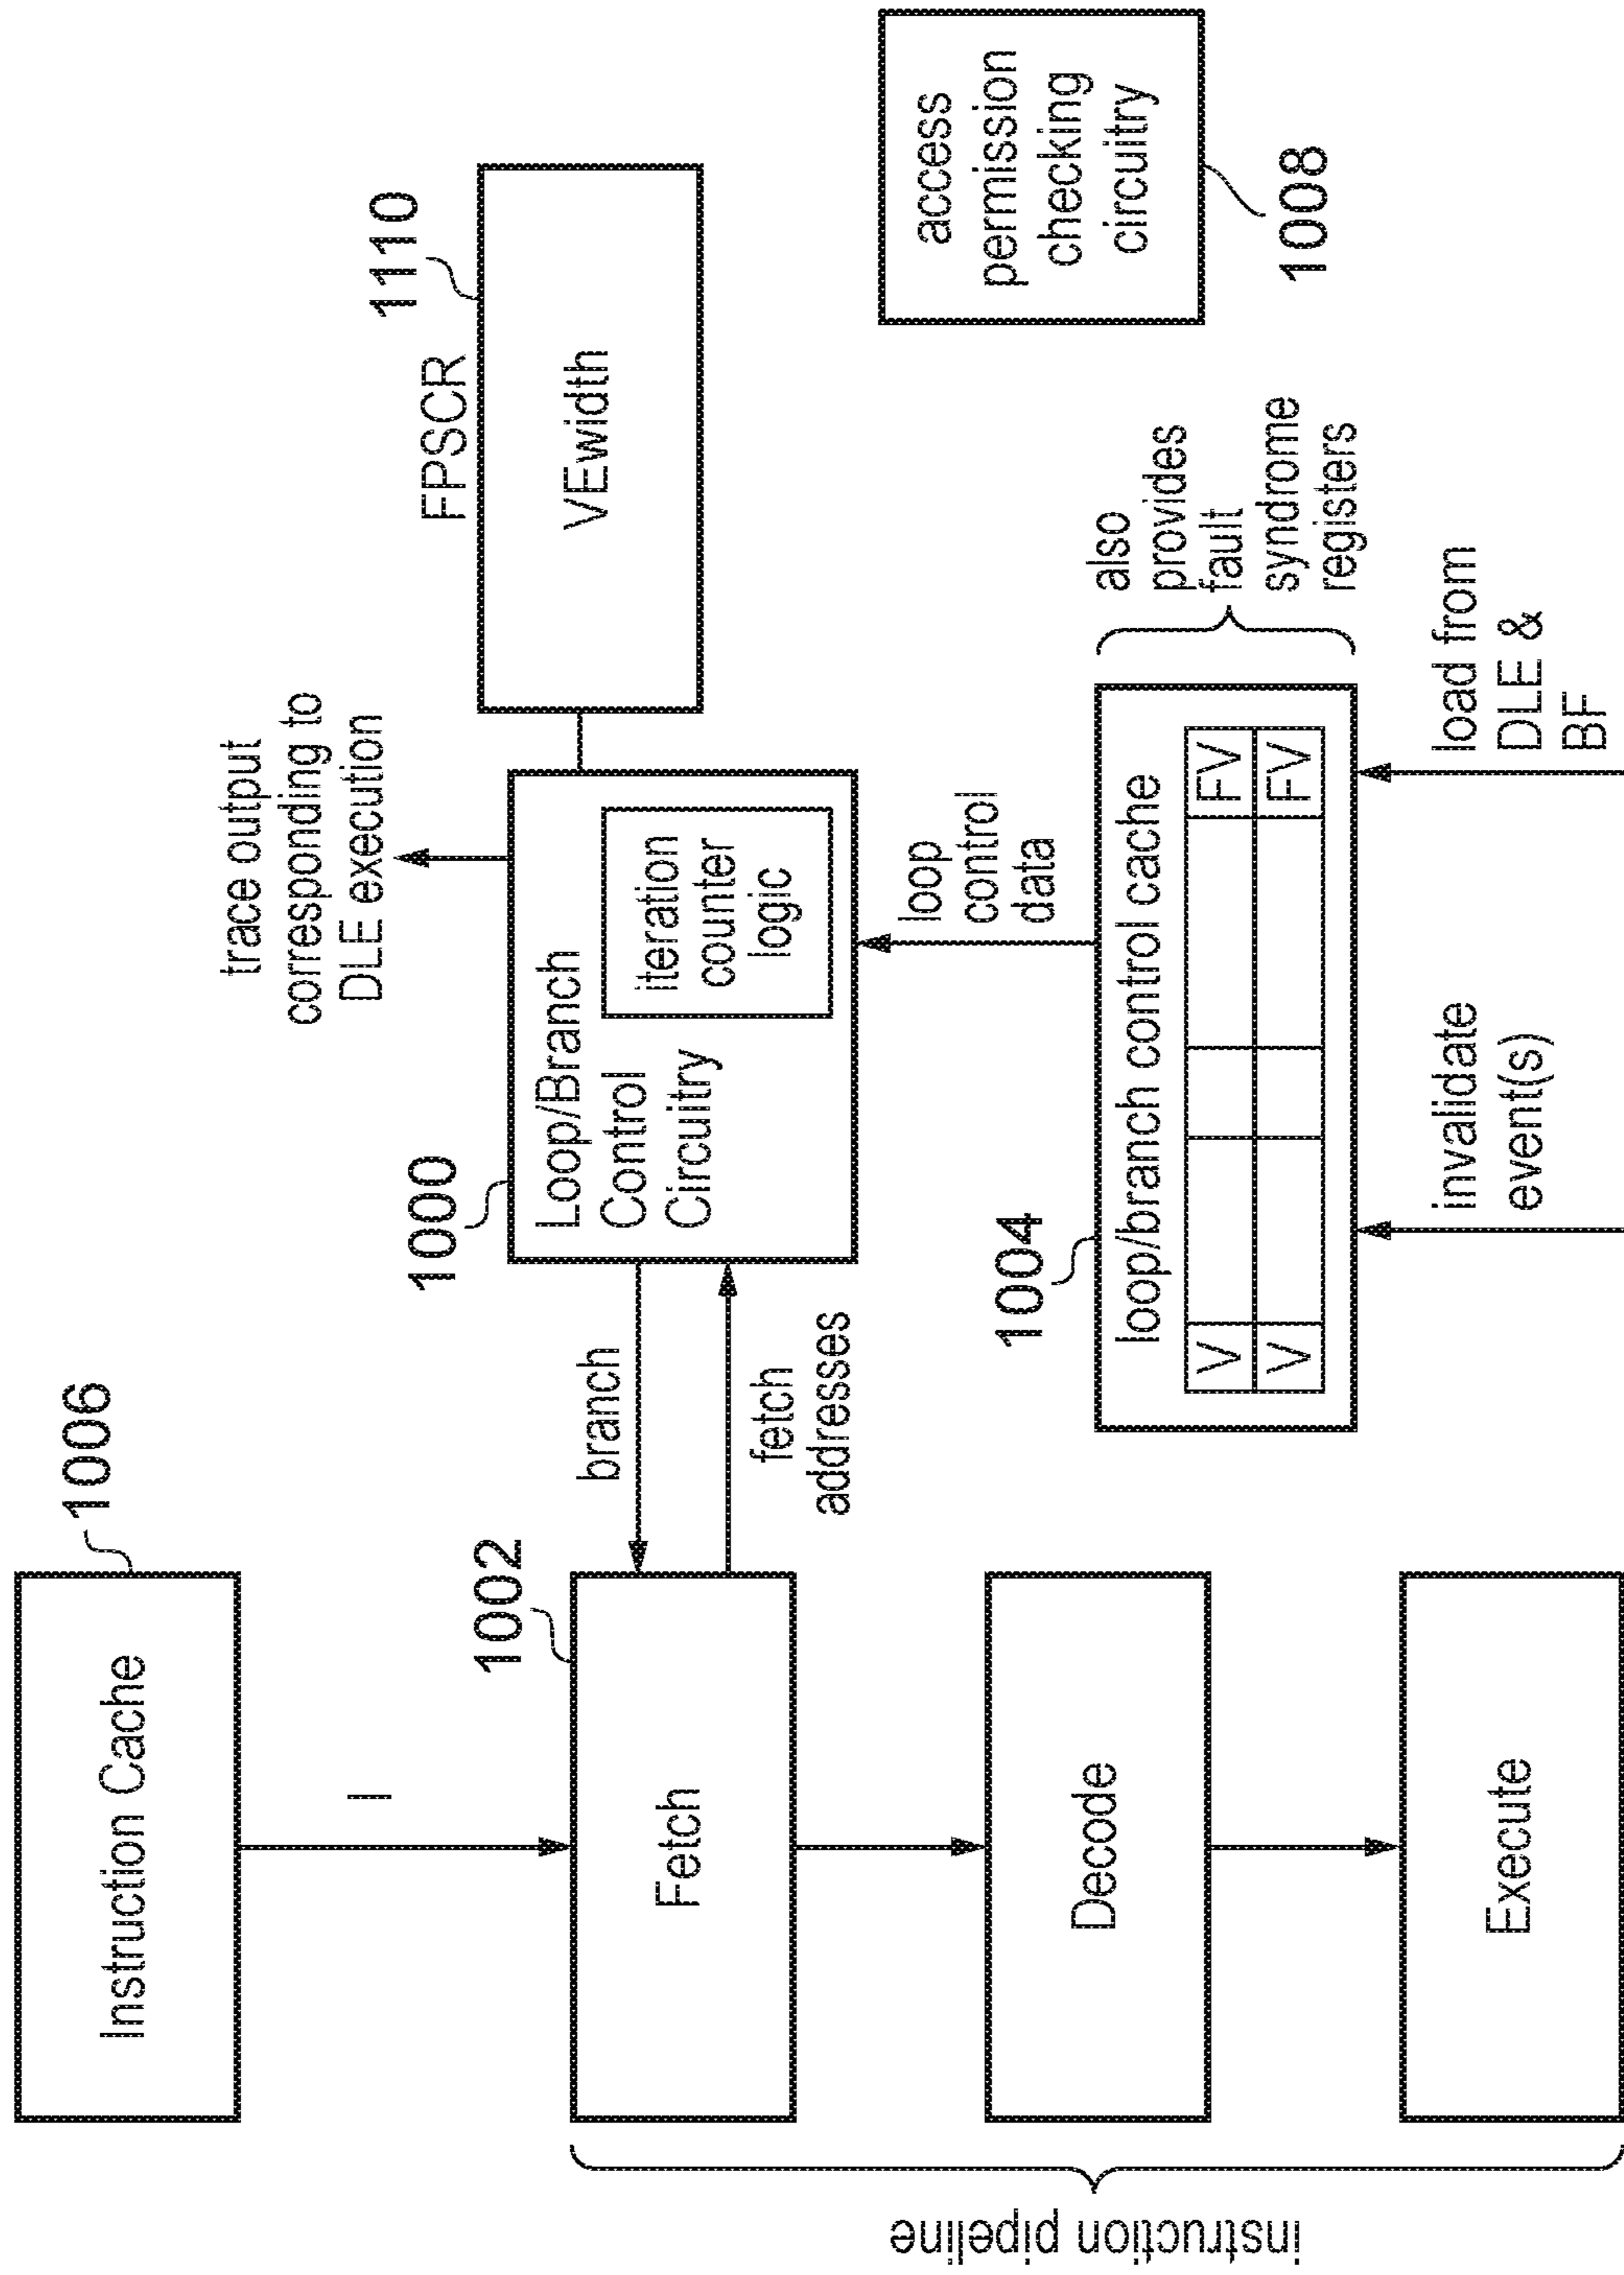 1006
Instruction Cache
I
1002
Fetch
Decode
Execute
instruction pipeline
branch
fetch
addresses
1000
Loop/Branch
Control
Circuitry
iteration
counter
logic
trace output
corresponding to
DLE execution
FPSCR
1110
VEwidth
loop
control
data
1004
loop/branch control cache
V FV
V FV
also
provides
fault
syndrome
registers
invalidate
event(s)
load from
DLE &
BF
access
permission
checking
circuitry
1008